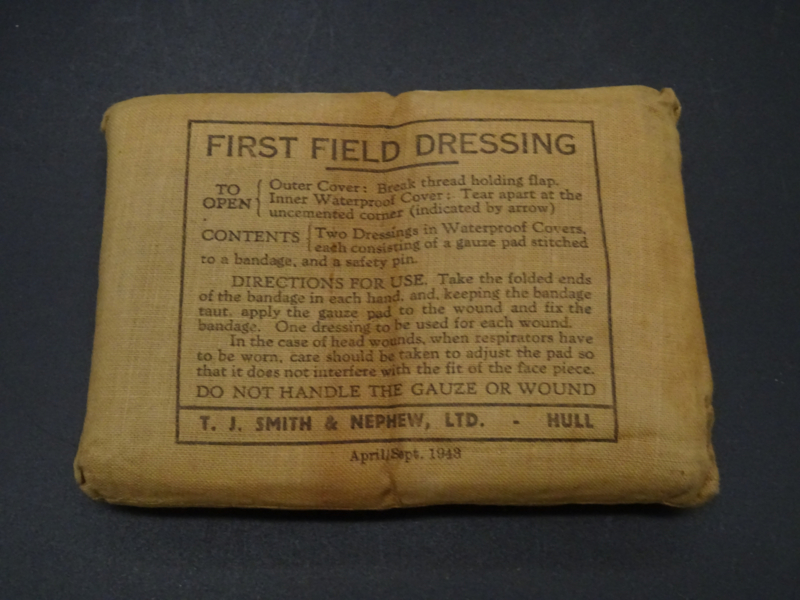 FIRST FIELD DRESSING
TO OPEN { Outer Cover: Break thread holding flap.
Inner Waterproof Cover: Tear apart at the
uncemented corner (indicated by arrow)
CONTENTS { Two Dressings in Waterproof Covers,
each consisting of a gauze pad stitched
to a bandage, and a safety pin.
DIRECTIONS FOR USE. Take the folded ends
of the bandage in each hand, and, keeping the bandage
taut, apply the gauze pad to the wound and fix the
bandage. One dressing to be used for each wound.
In the case of head wounds, when respirators have
to be worn, care should be taken to adjust the pad so
that it does not interfere with the fit of the face piece.
DO NOT HANDLE THE GAUZE OR WOUND
T. J. SMITH & NEPHEW, LTD. - HULL
April/Sept. 1943